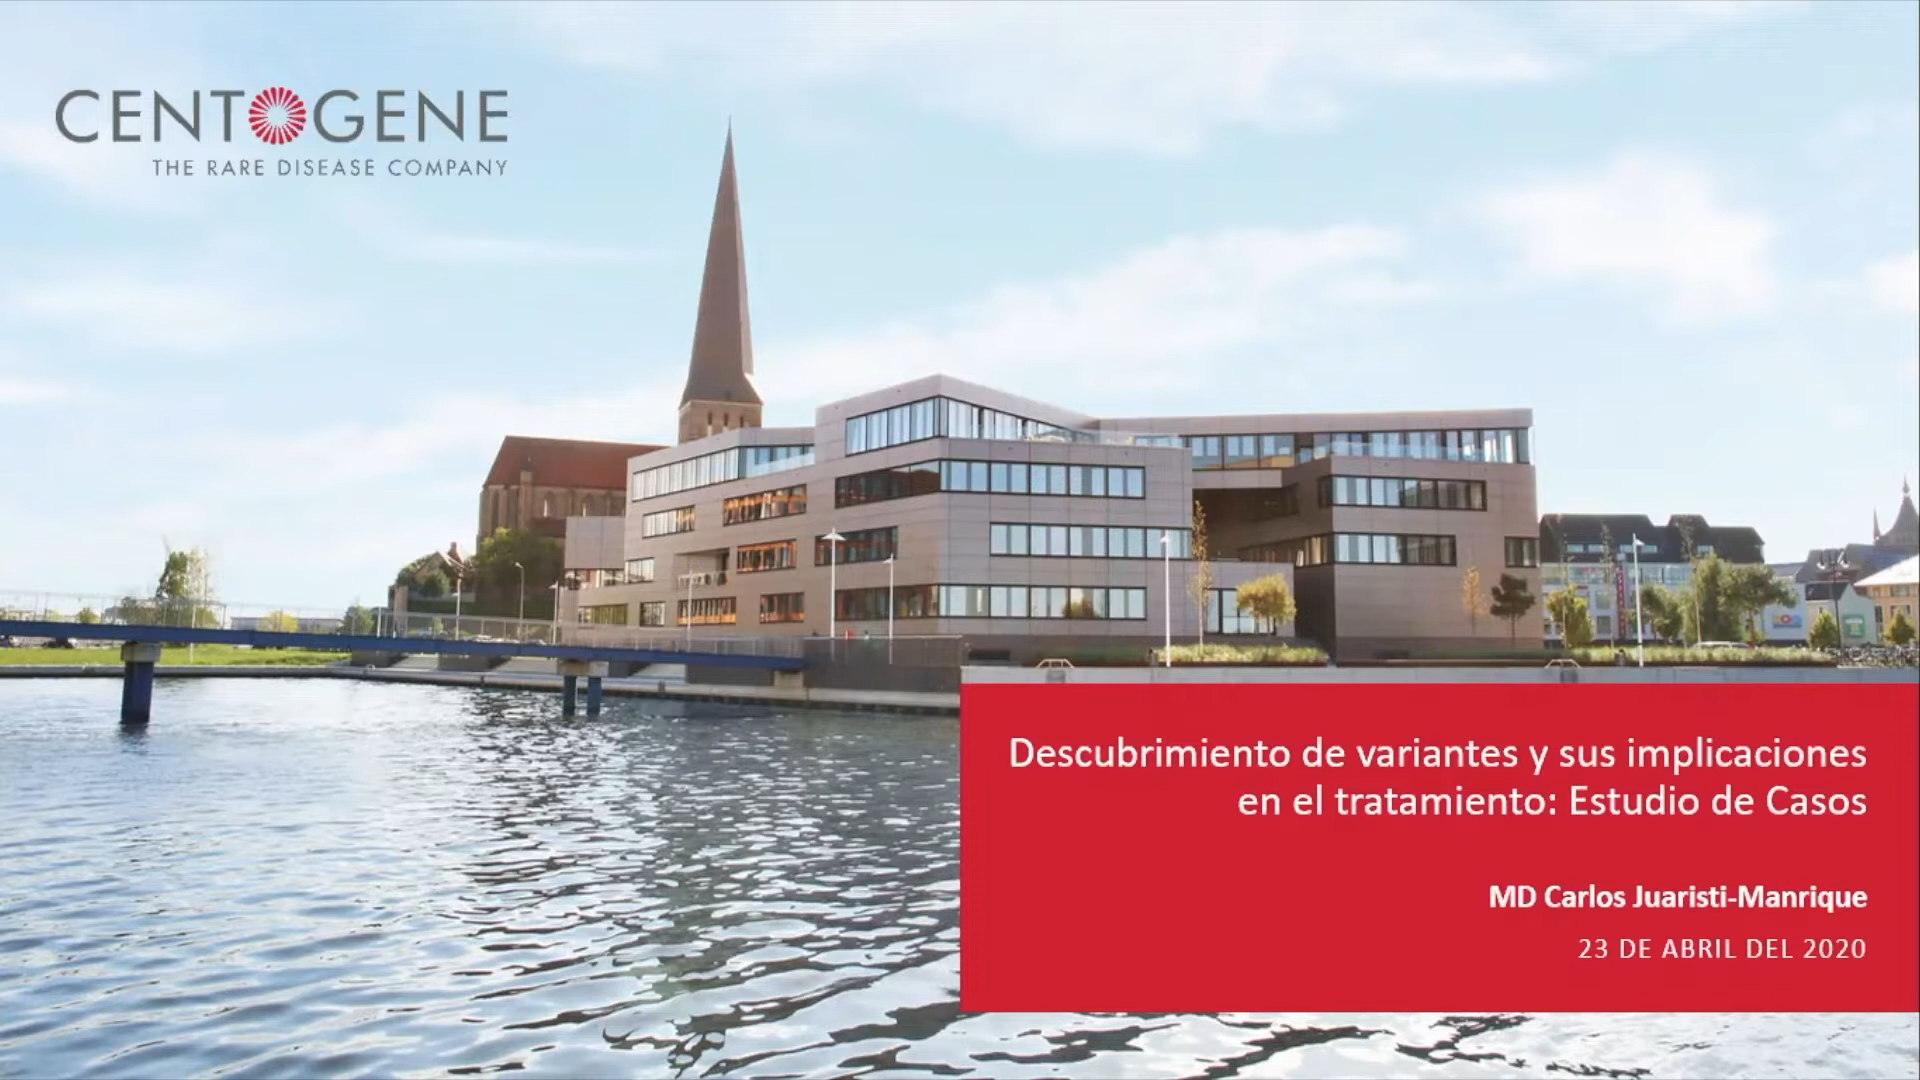 CENTOGENE
THE RARE DISEASE COMPANY
Descubrimiento de variantes y sus implicaciones
en el tratamiento: Estudio de Casos
MD Carlos Juaristi-Manrique
23 DE ABRIL DEL 2020